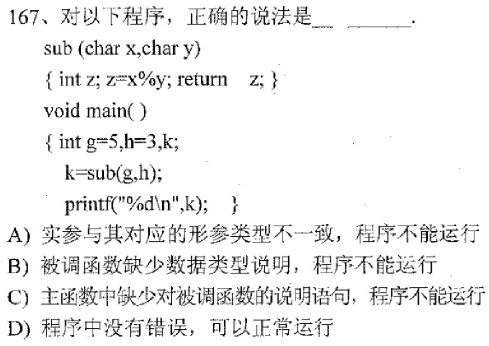 167、对以下程序，正确的说法是__ ______.
sub (char x,char y)
{ int z; z=x%y; return z; }
void main( )
{ int g=5,h=3,k;
k=sub(g,h);
printf("%d\n",k); }
A) 实参与其对应的形参类型不一致，程序不能运行
B) 被调函数缺少数据类型说明，程序不能运行
C) 主函数中缺少对被调函数的说明语句，程序不能运行
D) 程序中没有错误，可以正常运行